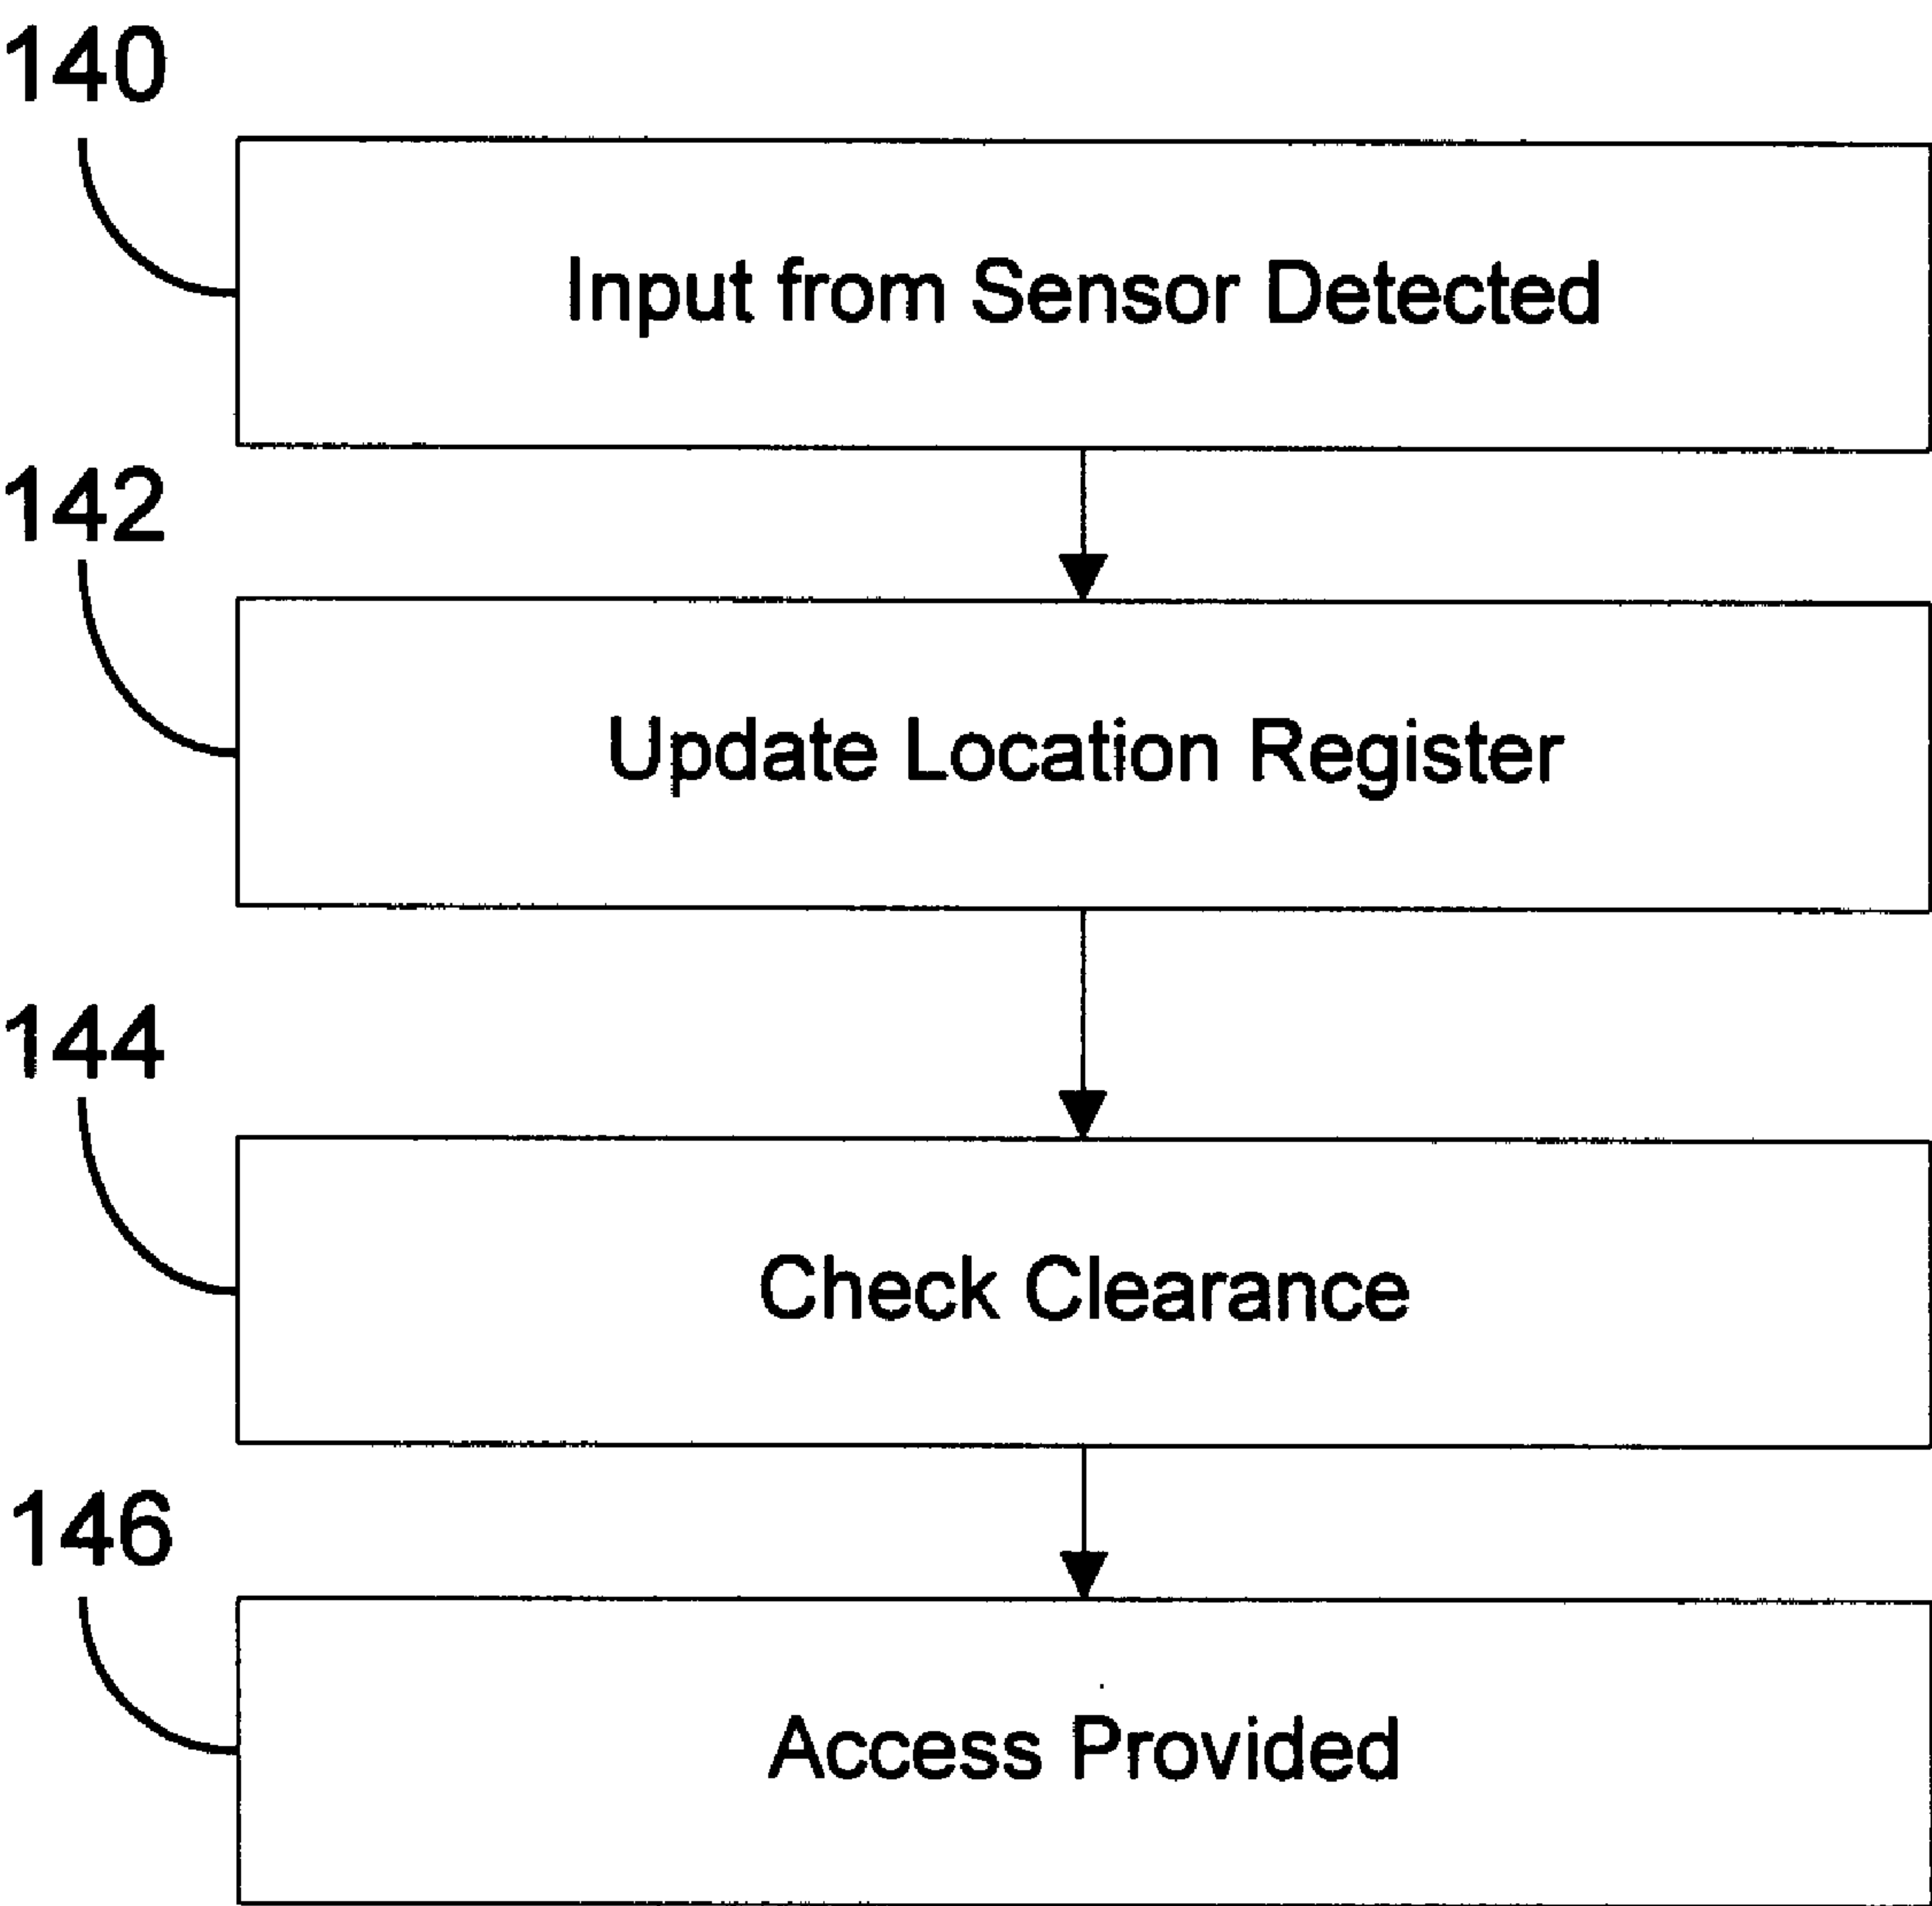 140
Input from Sensor Detected
142
Update Location Register
144
Check Clearance
146
Access Provided